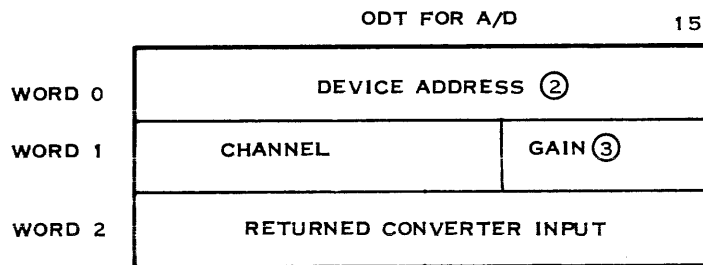 ODT FOR A/D 15
WORD 0 DEVICE ADDRESS ②
WORD 1 CHANNEL GAIN ③
WORD 2 RETURNED CONVERTER INPUT